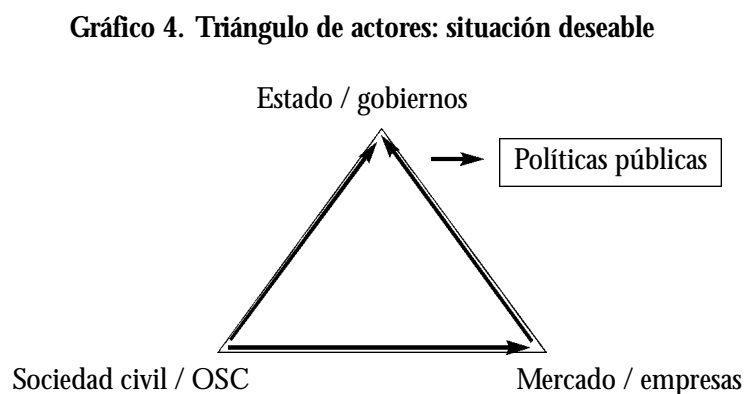 Gráfico 4. Triángulo de actores: situación deseable
Estado / gobiernos
Políticas públicas
Sociedad civil / OSC
Mercado / empresas